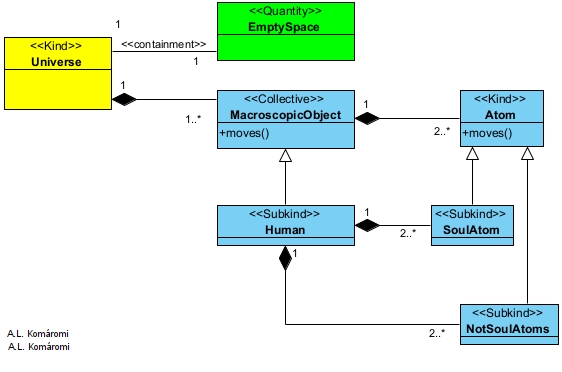 <<Quantity>>
EmptySpace
1
<<containment>>
1
<<Kind>>
Universe
1
1..*
<<Collective>>
MacroscopicObject
+moves()
1
2..*
<<Kind>>
Atom
+moves()
<<Subkind>>
Human
1
2..*
<<Subkind>>
SoulAtom
1
2..*
<<Subkind>>
NotSoulAtoms
A.L. Komáromi
A.L. Komáromi